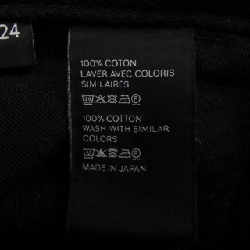 24
100% COTON
LAVER AVEC COLORIS
SIMILAIRES
100% COTTON
WASH WITH SIMILAR
COLORS
MADE IN JAPAN